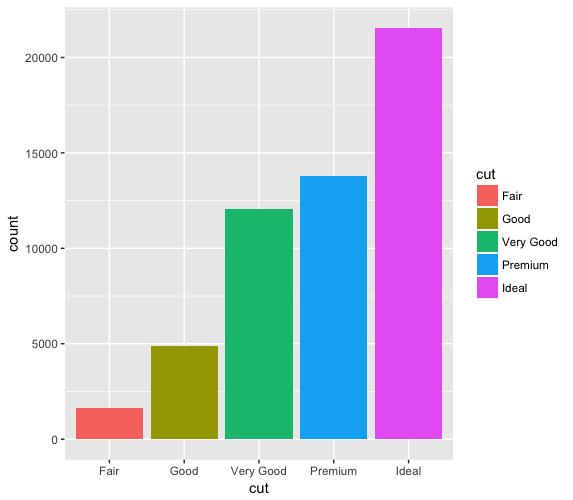 count
20000
15000
10000
5000
0
Fair Good Very Good Premium Ideal
cut
cut
Fair
Good
Very Good
Premium
Ideal